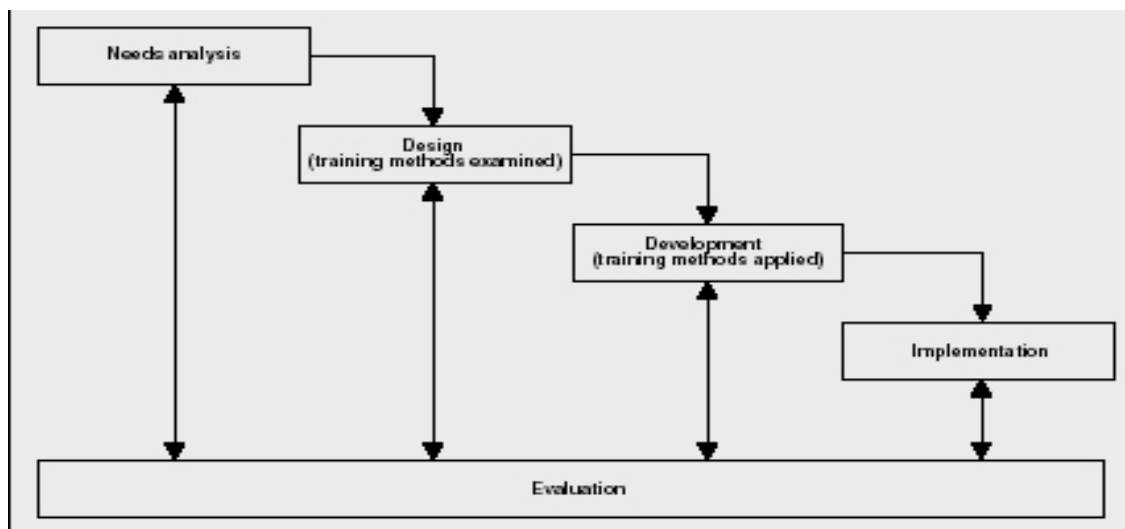 Needs analysis
Design
(training methods examined)
Development
(training methods applied)
Implementation
Evaluation